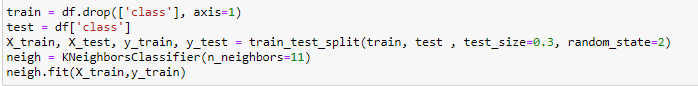 train = df.drop(['class'], axis=1)
test = df['class']
X_train, X_test, y_train, y_test = train_test_split(train, test , test_size=0.3, random_state=2)
neigh = KNeighborsClassifier(n_neighbors=11)
neigh.fit(X_train,y_train)